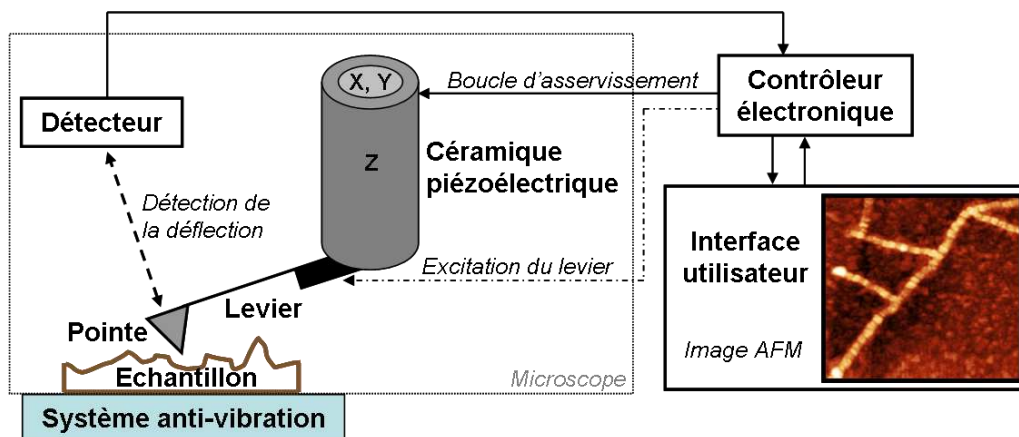 X, Y
Boucle d'asservissement
Contrôleur
électronique
Détecteur
Z
Céramique
piézoélectrique
Détection de
la déflection
Interface
utilisateur
Excitation du levier
Levier
Pointe
Image AFM
Echantillon
Microscope
Système anti-vibration